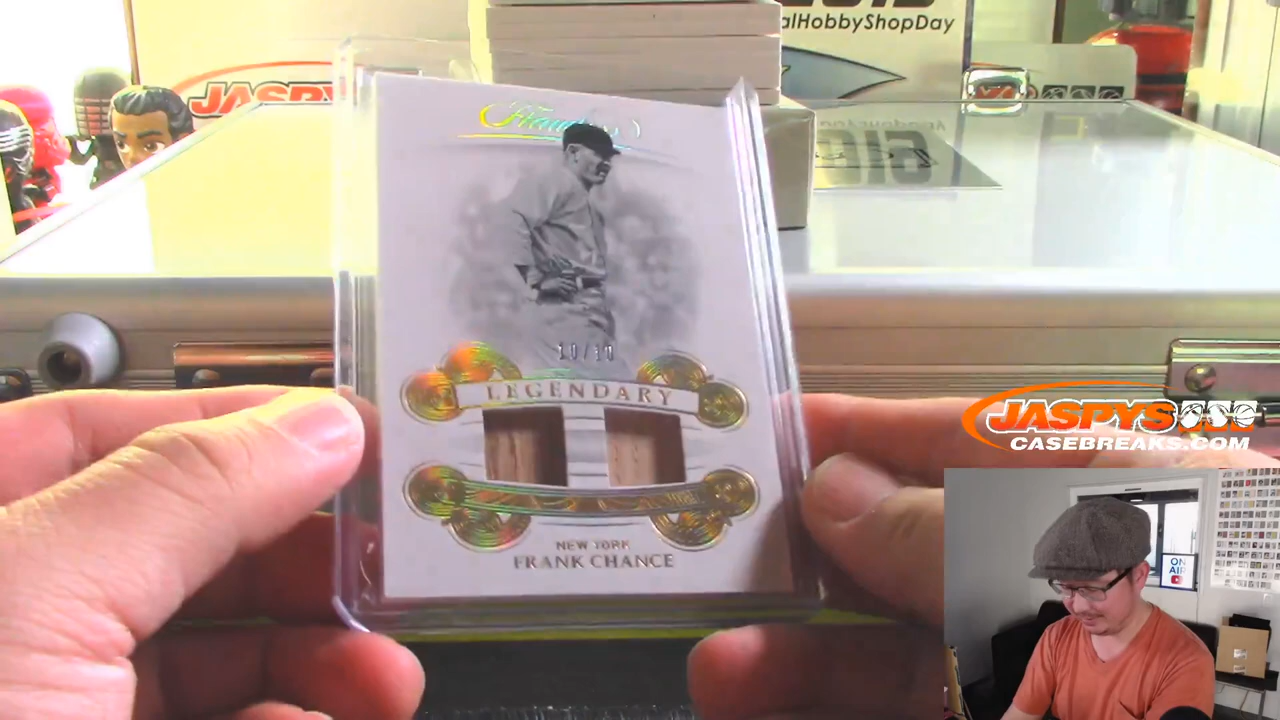 alHobbyShopDay
JASPY
Flawless
10/10
LEGENDARY
NEW YORK
FRANK CHANCE
JASPYS
CASEBREAKS.COM
ON
AIR